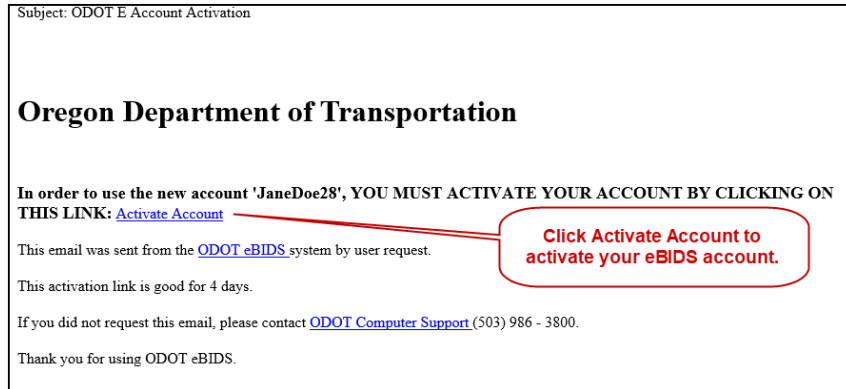 Subject: ODOT E Account Activation
Oregon Department of Transportation
In order to use the new account 'JaneDoe28', YOU MUST ACTIVATE YOUR ACCOUNT BY CLICKING ON
THIS LINK: Activate Account
Click Activate Account to
activate your eBIDS account.
This email was sent from the ODOT eBIDS system by user request.
This activation link is good for 4 days.
If you did not request this email, please contact ODOT Computer Support (503) 986 - 3800.
Thank you for using ODOT eBIDS.